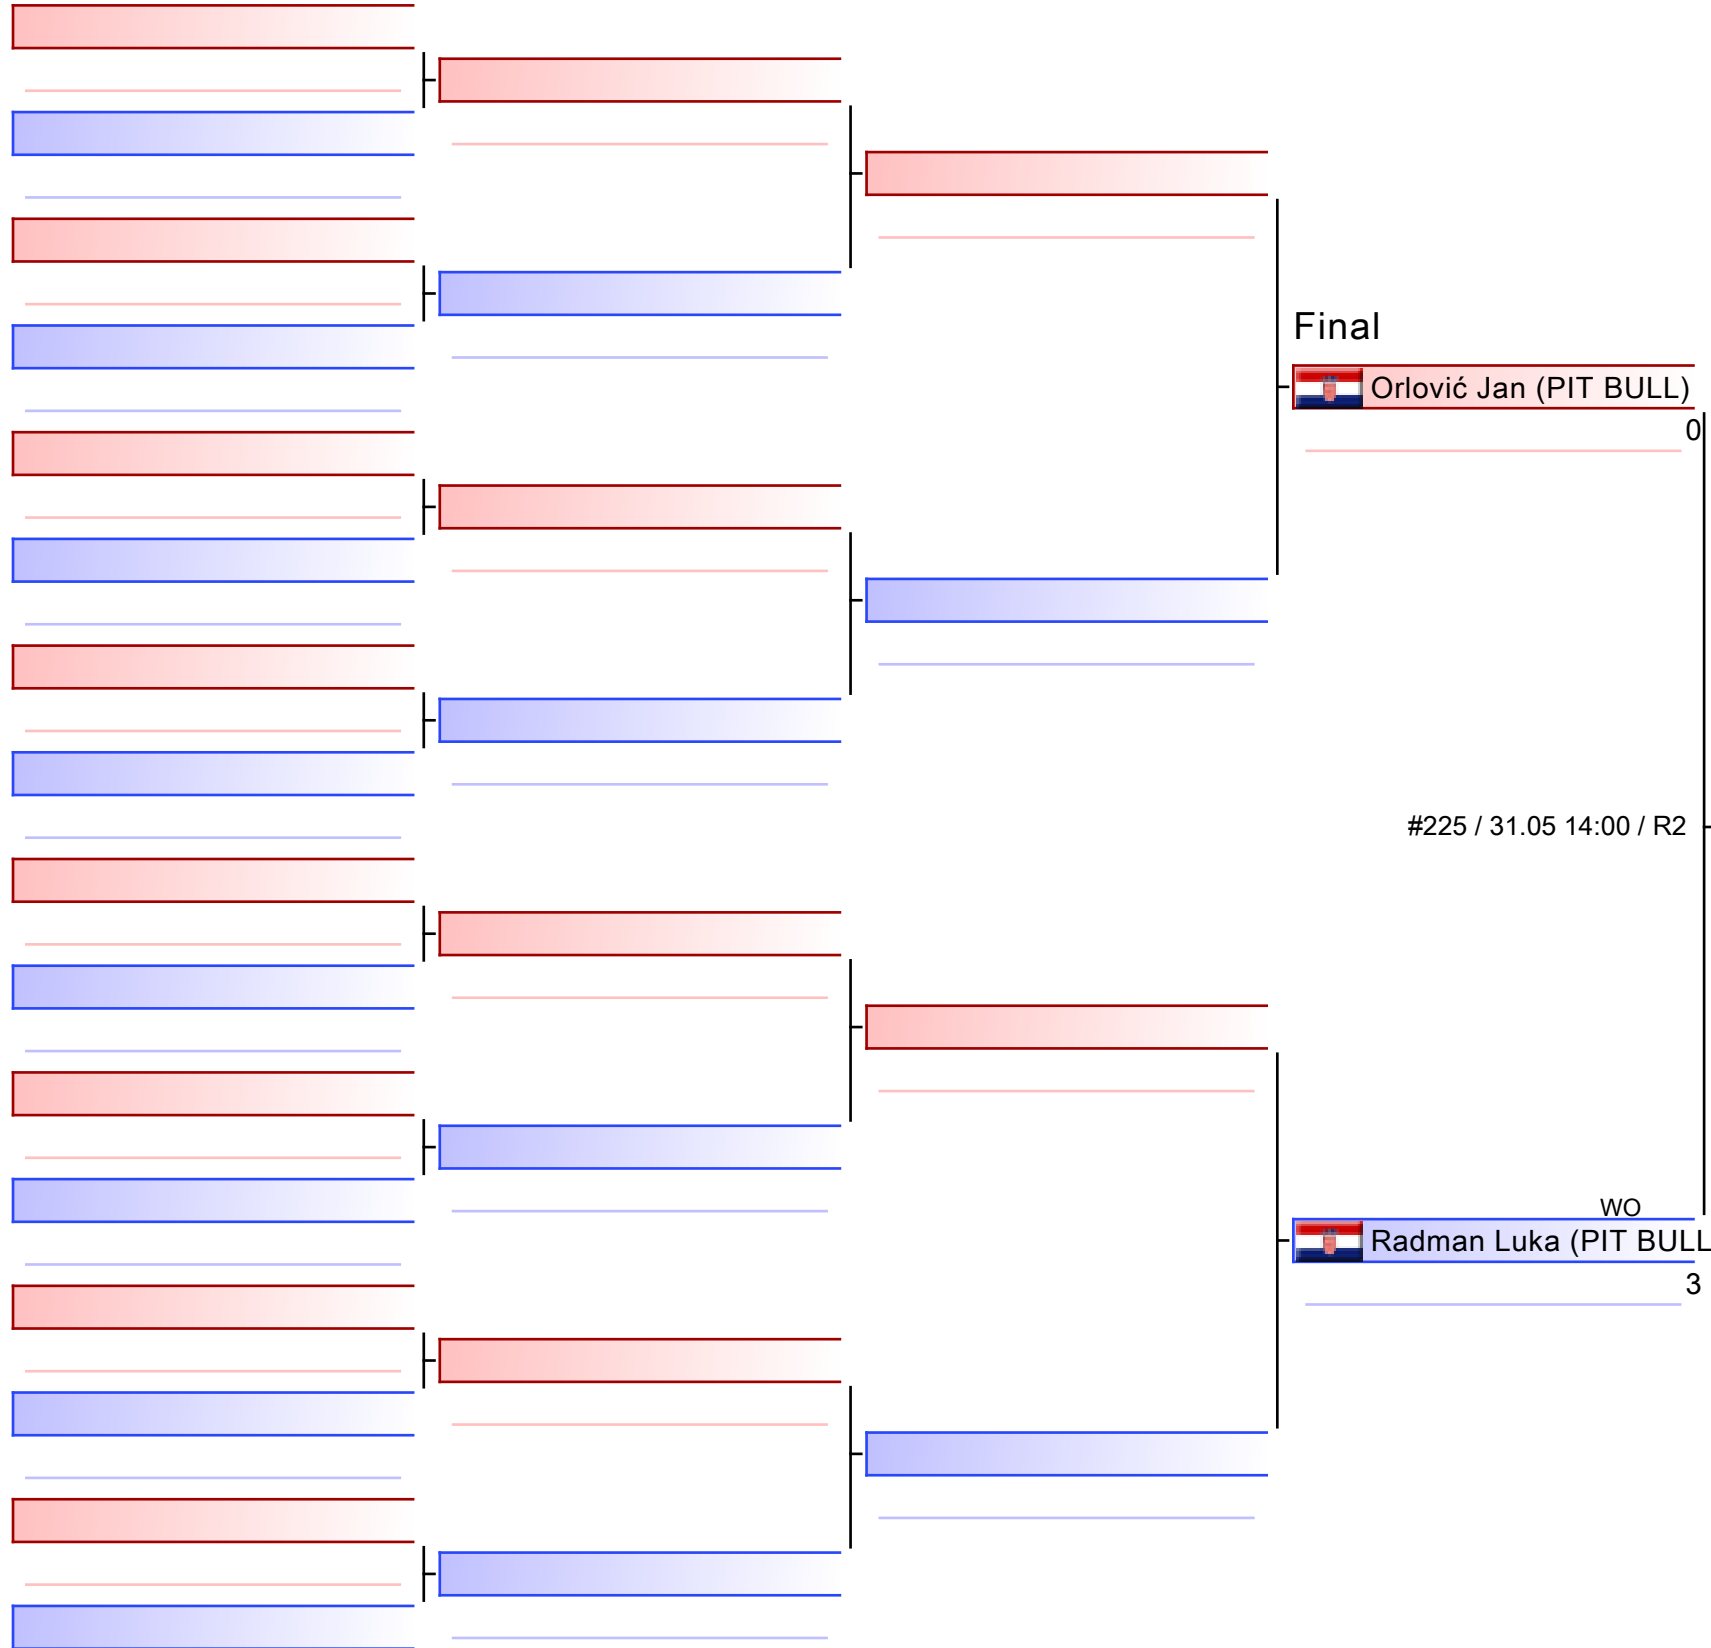 Final
Orlović Jan (PIT BULL)
0
#225 / 31.05 14:00 / R2
WO
Radman Luka (PIT BULL
3